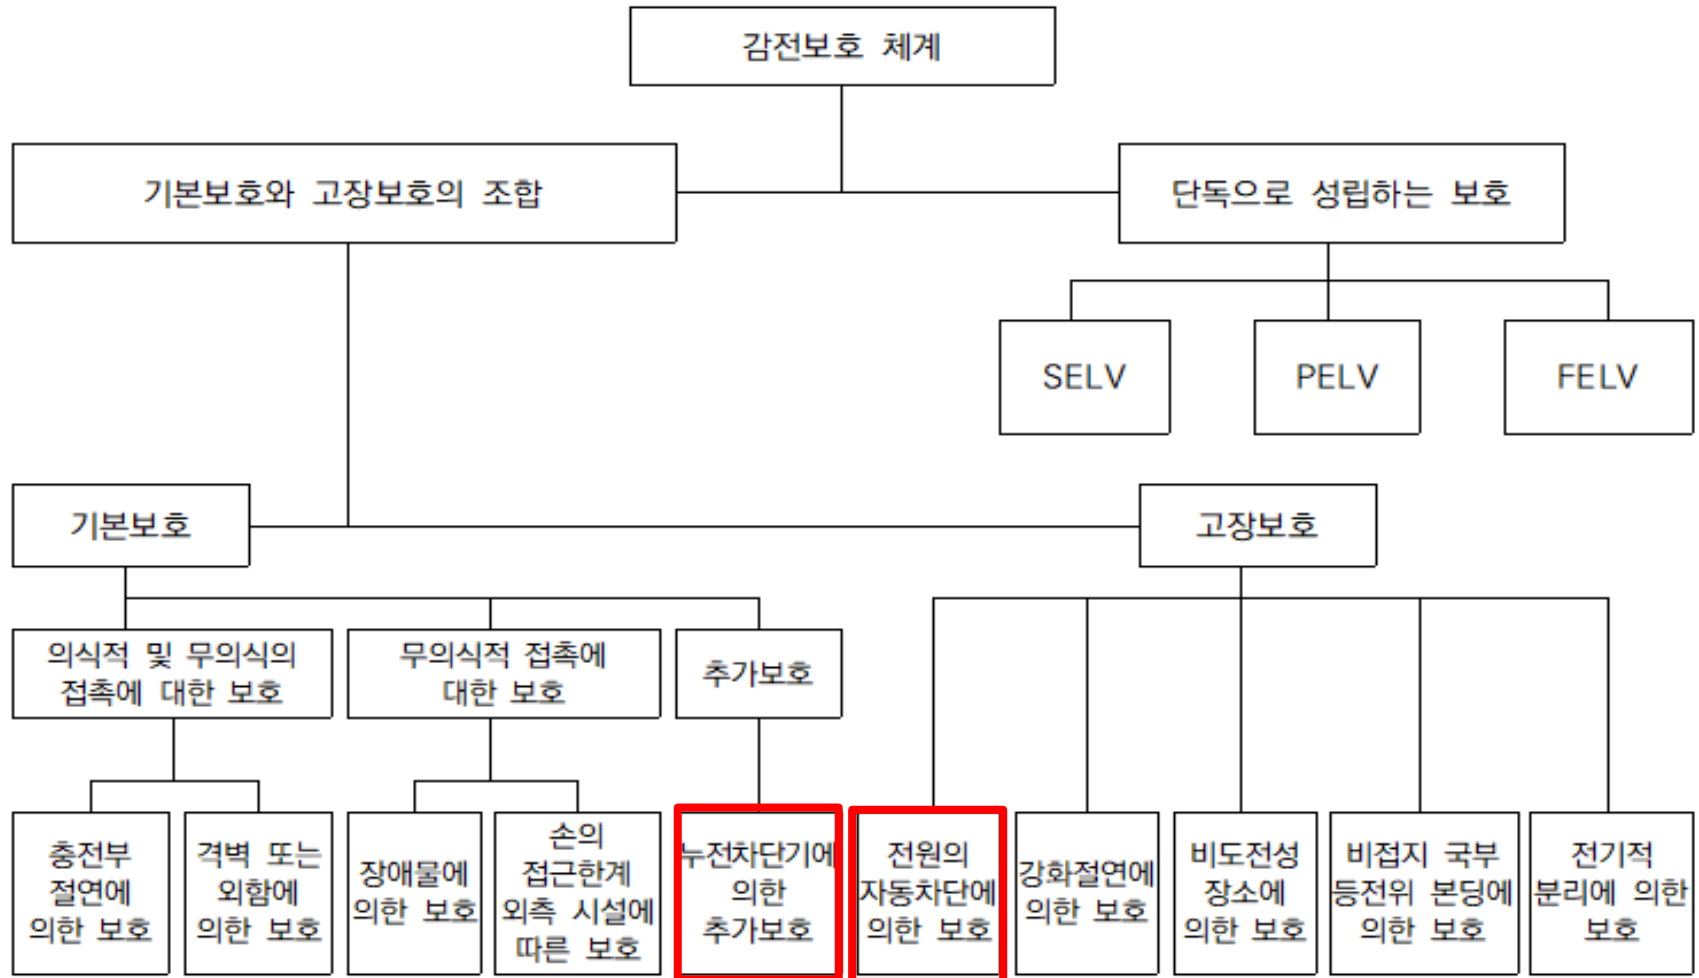 감전보호 체계
기본보호와 고장보호의 조합
단독으로 성립하는 보호
SELV
PELV
FELV
기본보호
고장보호
의식적 및 무의식의
접촉에 대한 보호
무의식적 접촉에
대한 보호
추가보호
충전부
절연에
의한 보호
격벽 또는
외함에
의한 보호
장애물에
의한 보호
손의
접근한계
외측 시설에
따른 보호
누전차단기에
의한
추가보호
전원의
자동차단에
의한 보호
강화절연에
의한 보호
비도전성
장소에
의한 보호
비접지 국부
등전위 본딩에
의한 보호
전기적
분리에 의한
보호